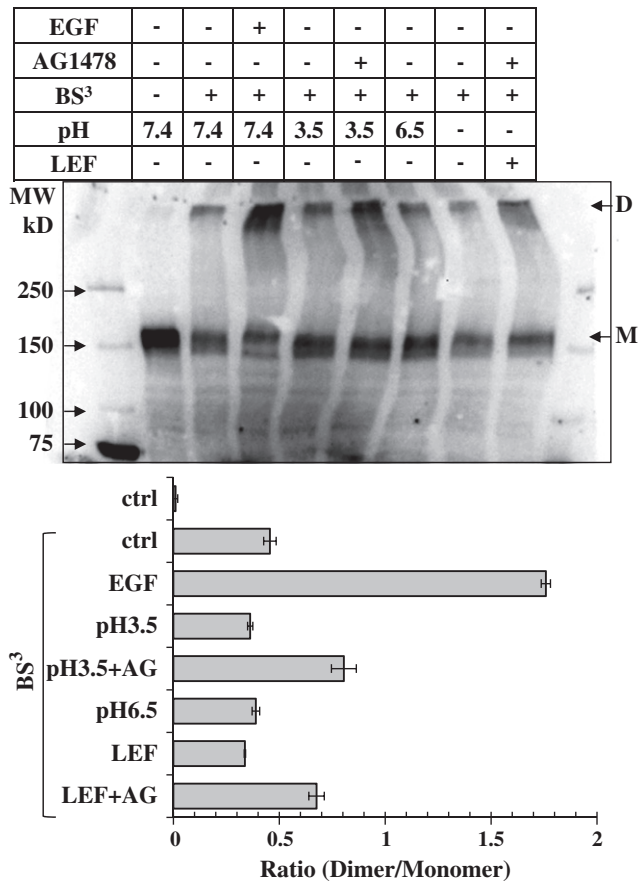 EGF - - + - - - - -
AG1478 - - - - + - - +
BS³ - + + + + + + +
pH 7.4 7.4 7.4 3.5 3.5 6.5 - -
LEF - - - - - - - +
MW
kD
D
250
M
150
100
75
ctrl
ctrl
EGF
pH3.5
pH3.5+AG
pH6.5
LEF
LEF+AG
BS³
0 0.5 1 1.5 2
Ratio (Dimer/Monomer)